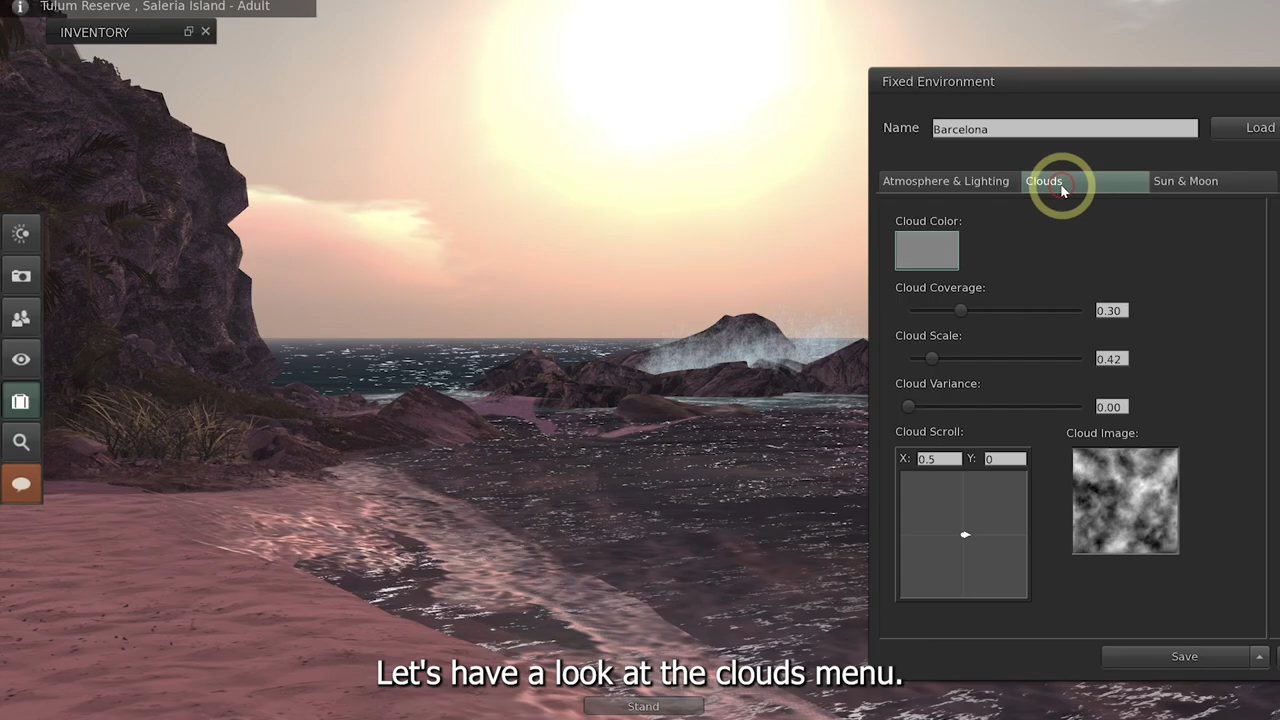 Tulum Reserve , Saleria Island - Adult
INVENTORY
Fixed Environment
Name Barcelona Load
Atmosphere & Lighting Clouds Sun & Moon
Cloud Color:
Cloud Coverage:
0.30
Cloud Scale:
0.42
Cloud Variance:
0.00
Cloud Scroll: Cloud Image:
X: 0.5 Y: 0
Save
Let's have a look at the clouds menu.
Stand